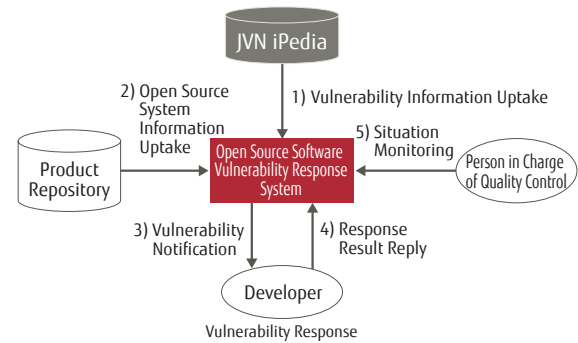 JVN iPedia
1) Vulnerability Information Uptake
2) Open Source
System
Information
Uptake
5) Situation
Monitoring
Product
Repository
Open Source Software
Vulnerability Response
System
Person in Charge
of Quality Control
3) Vulnerability
Notification
4) Response
Result Reply
Developer
Vulnerability Response